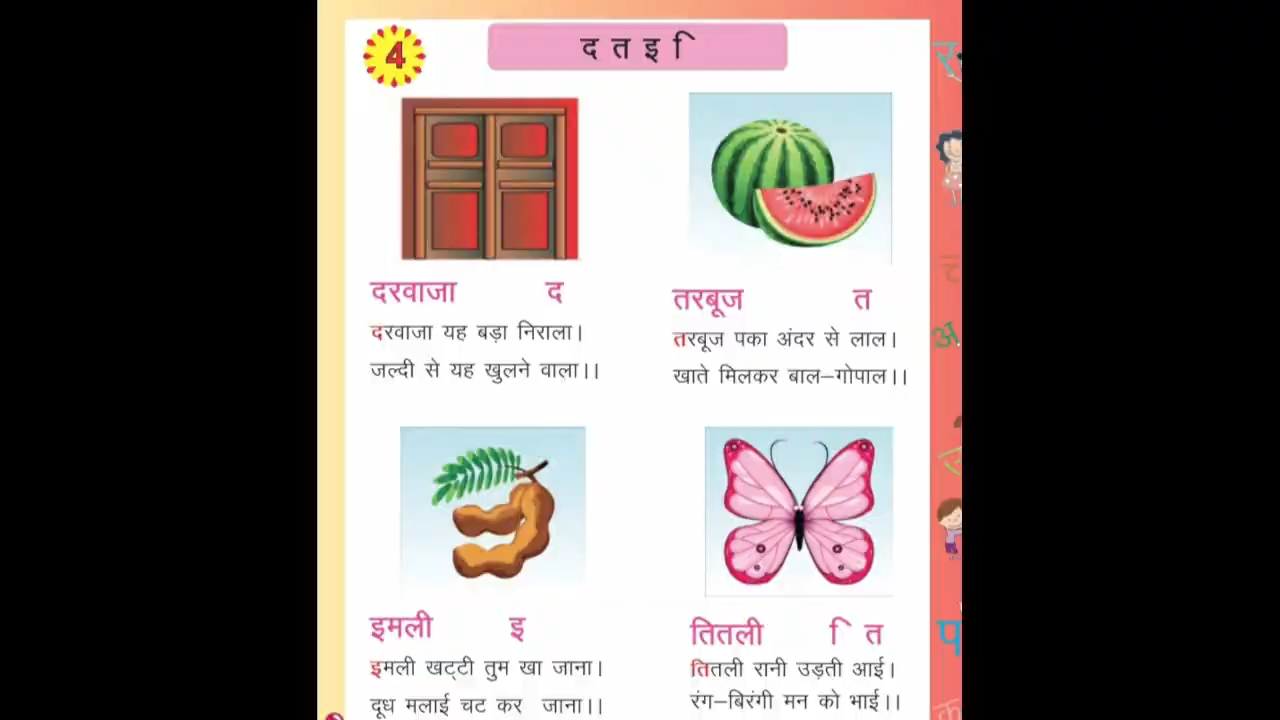 4
द त इ ि
दरवाजा द
दरवाजा यह बड़ा निराला।
जल्दी से यह खुलने वाला।।
तरबूज त
तरबूज पका अंदर से लाल।
खाते मिलकर बाल–गोपाल।।
इमली इ
इमली खट्टी तुम खा जाना।
दूध मलाई चट कर जाना।।
तितली ि त
तितली रानी उड़ती आई।
रंग–बिरंगी मन को भाई।।
र
च
अ
स
प
क